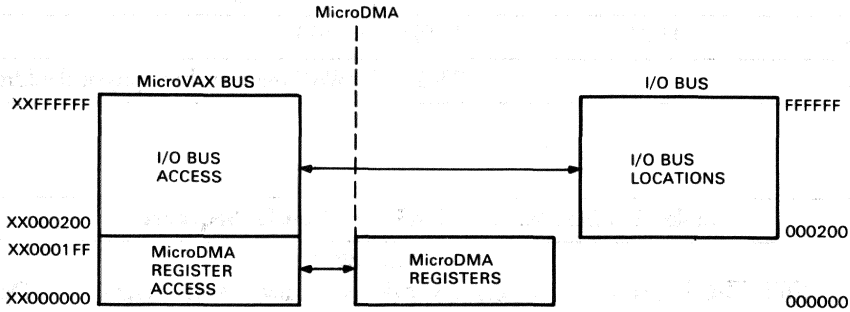 MicroDMA
MicroVAX BUS
I/O BUS
XXFFFFFF
FFFFFF
I/O BUS
ACCESS
I/O BUS
LOCATIONS
XX000200
000200
XX0001FF
MicroDMA
REGISTER
ACCESS
MicroDMA
REGISTERS
XX000000
000000